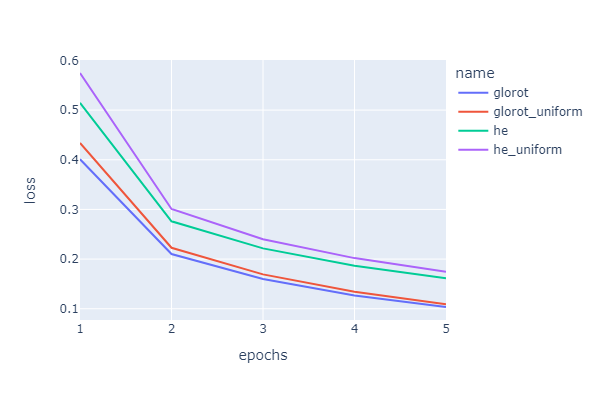 0.6
0.5
0.4
0.3
0.2
0.1
loss
1 2 3 4 5
epochs
name
glorot
glorot_uniform
he
he_uniform